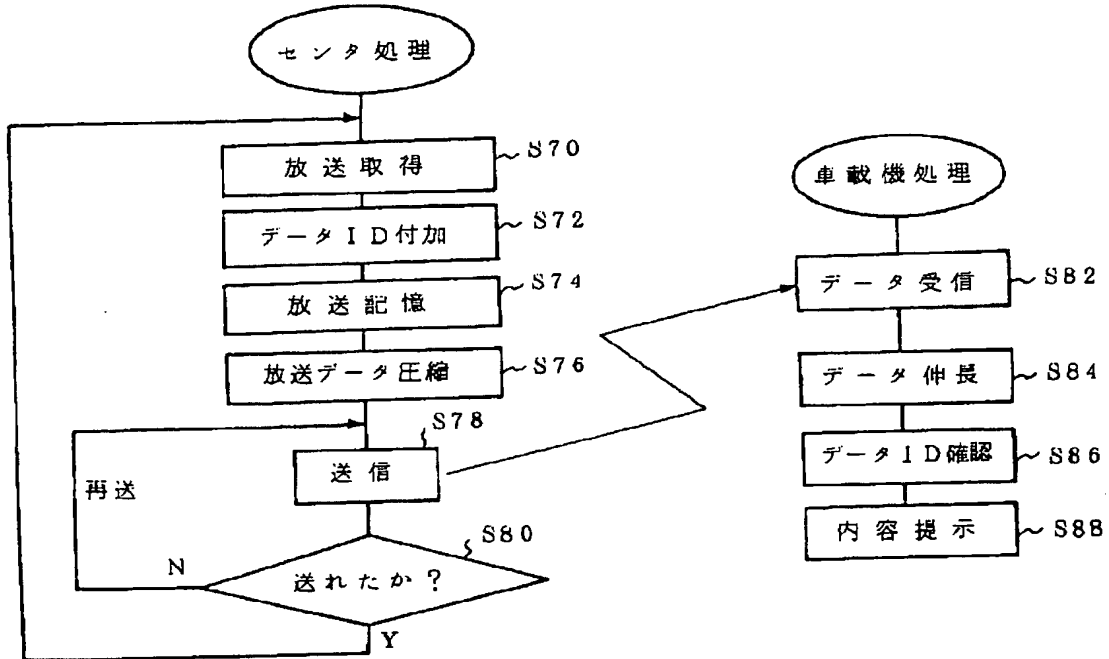 センタ処理
放送取得
S70
データID付加
S72
放送記憶
S74
放送データ圧縮
S76
送信
S78
再送
送れたか?
S80
N
Y
車載機処理
データ受信
S82
データ伸長
S84
データID確認
S86
内容提示
S88